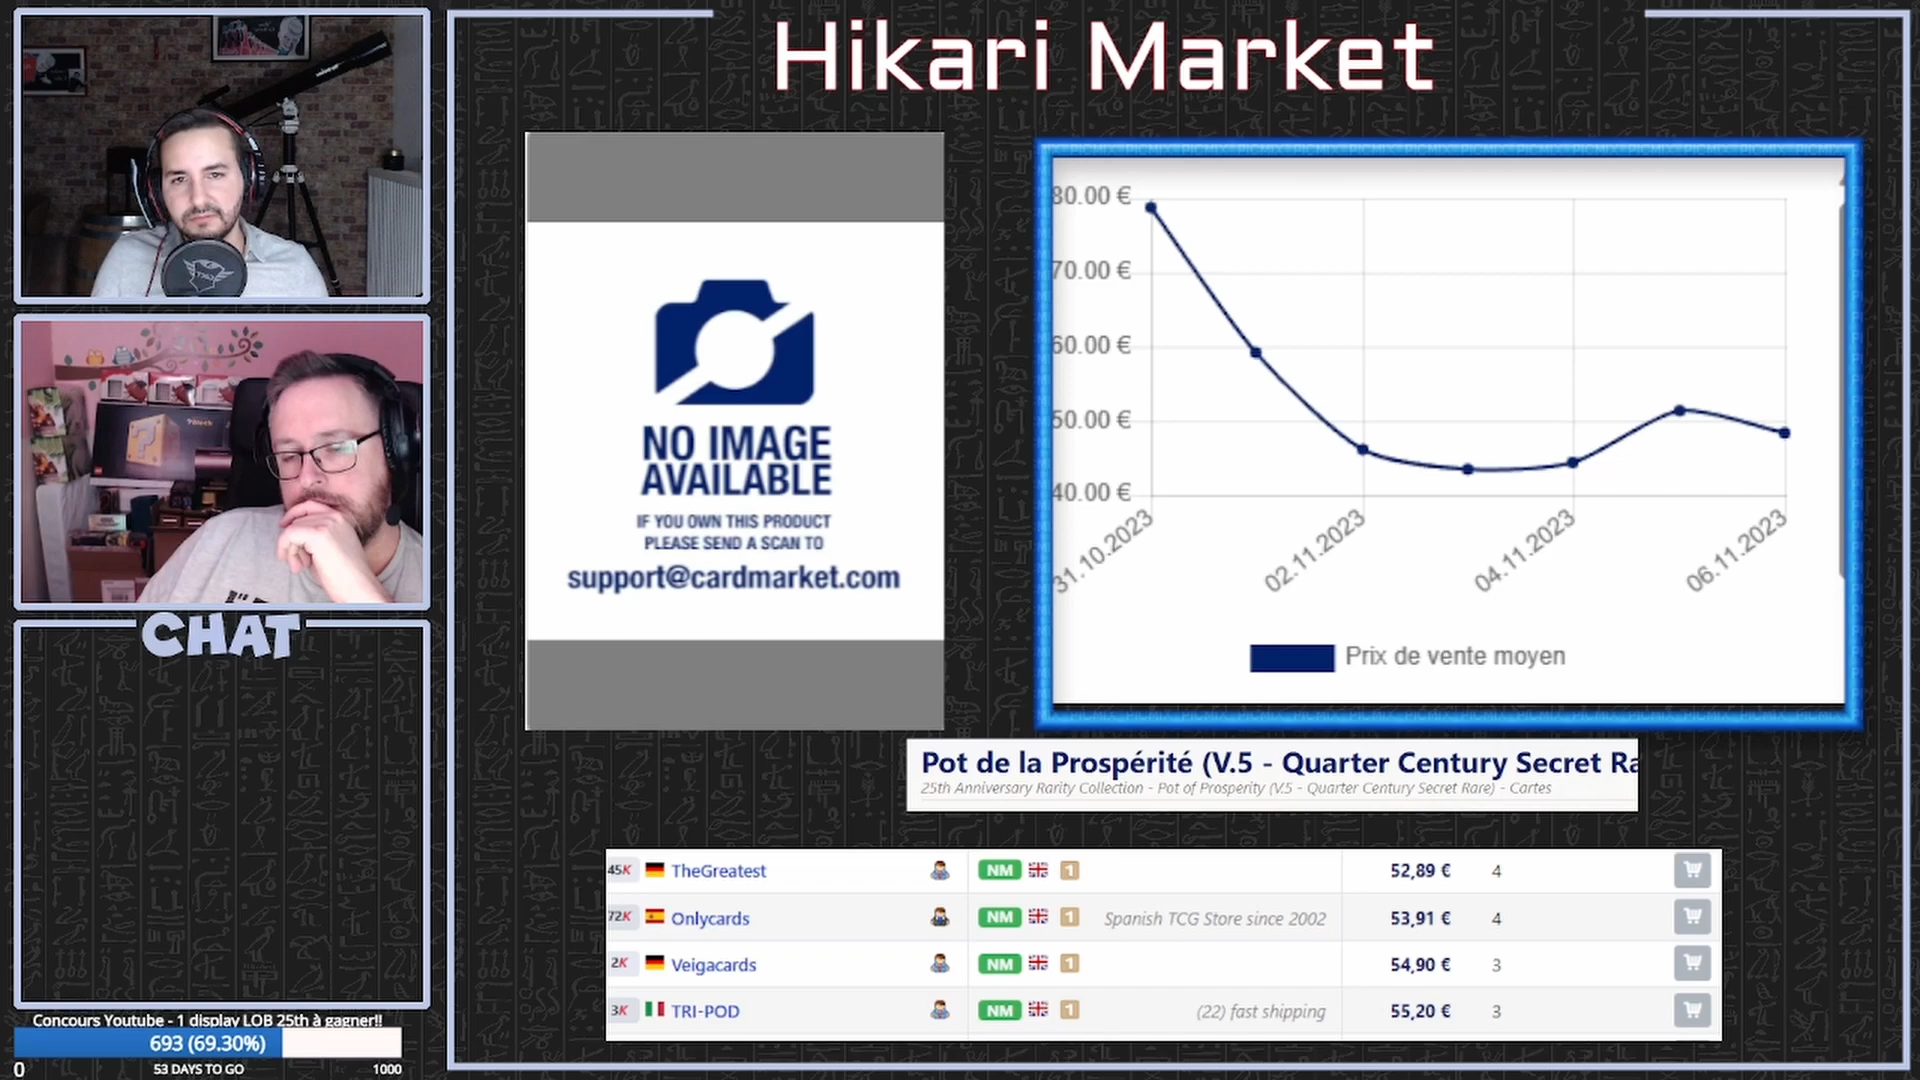 Hikari Market
NO IMAGE
AVAILABLE
IF YOU OWN THIS PRODUCT
PLEASE SEND A SCAN TO
support@cardmarket.com
80.00 €
70.00 €
60.00 €
50.00 €
40.00 €
31.10.2023
02.11.2023
04.11.2023
06.11.2023
Prix de vente moyen
CHAT
Pot de la Prospérité (V.5 - Quarter Century Secret Ra
25th Anniversary Rarity Collection - Pot of Prosperity (V.5 - Quarter Century Secret Rare) - Cartes
45K TheGreatest NM 1 52,89 € 4
72K Onlycards NM 1 Spanish TCG Store since 2002 53,91 € 4
2K Veigacards NM 1 54,90 € 3
3K TRI-POD NM 1 (22) fast shipping 55,20 € 3
Concours Youtube - 1 display LOB 25th à gagner!!
693 (69.30%)
0 53 DAYS TO GO 1000